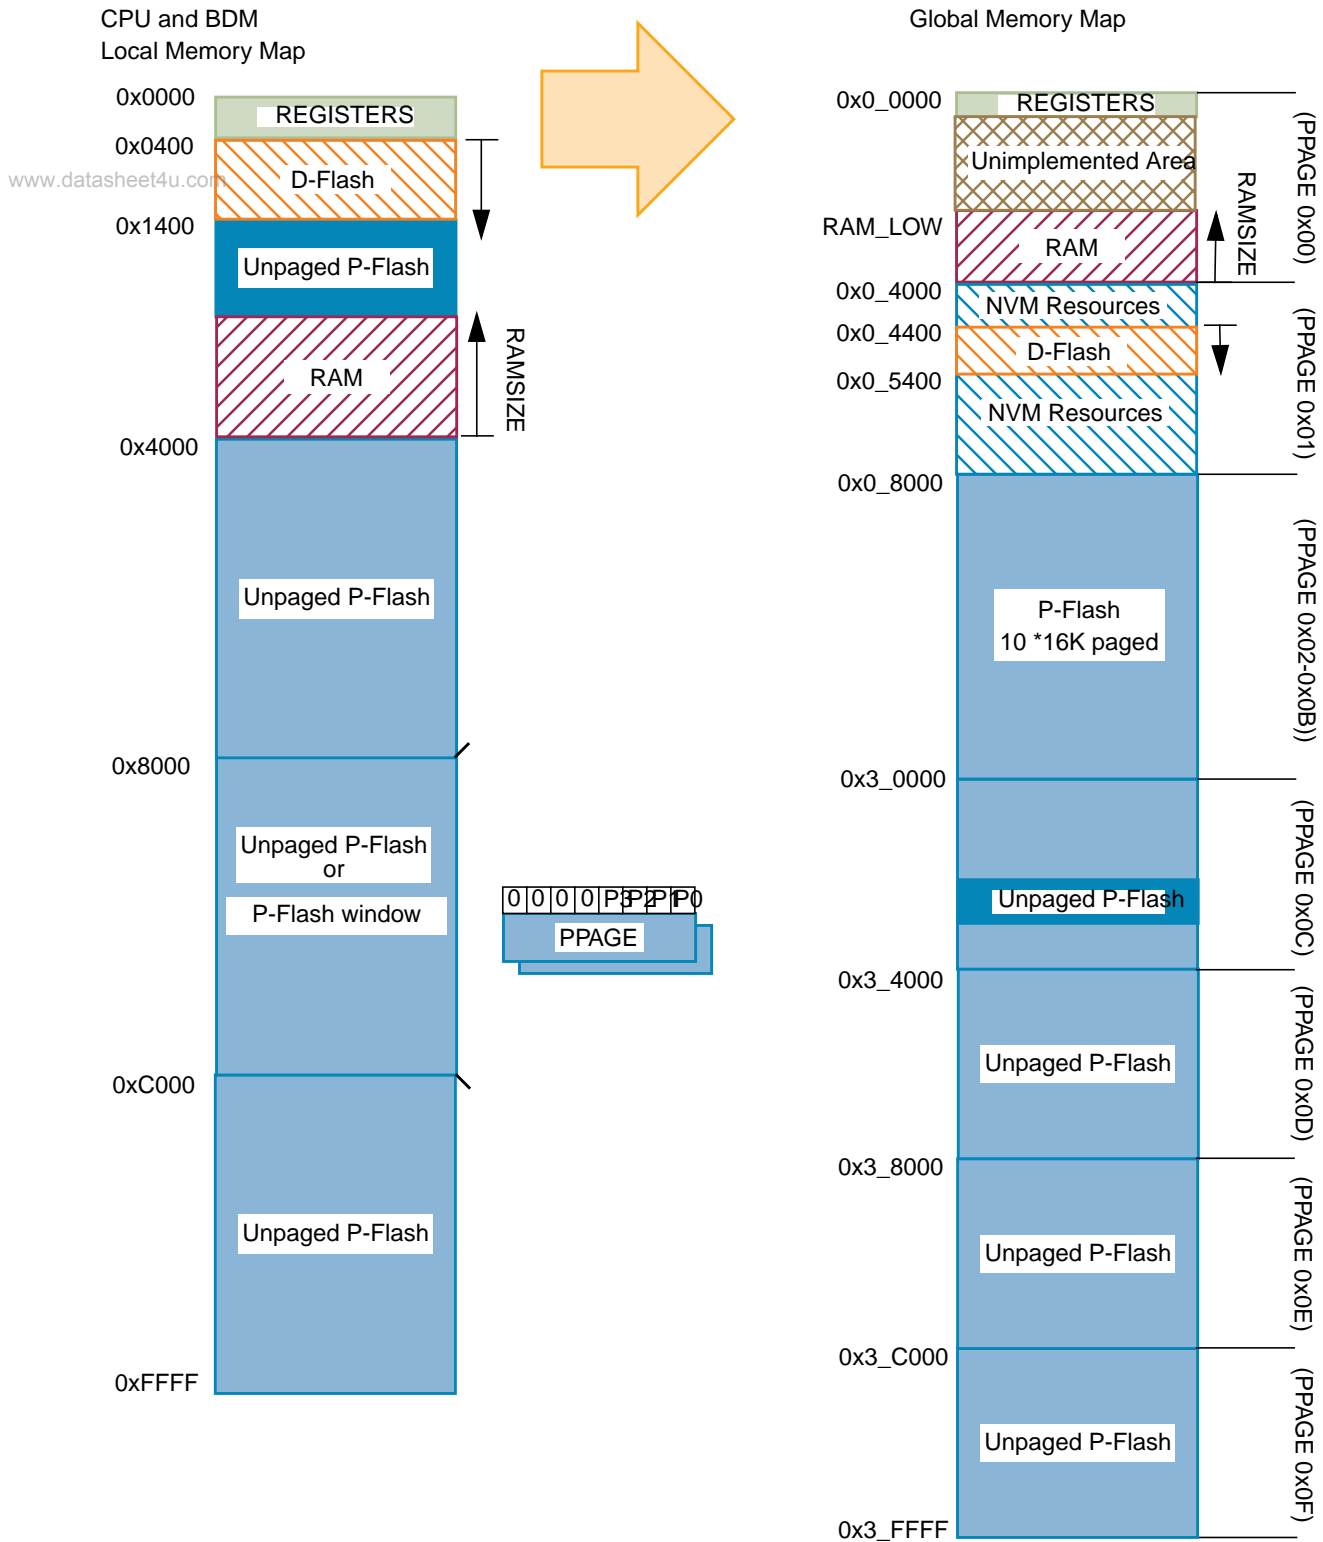 CPU and BDM
Local Memory Map
0x0000
REGISTERS
0x0400
www.datasheet4u.com
D-Flash
0x1400
Unpaged P-Flash
RAM
RAMSIZE
0x4000
Unpaged P-Flash
0x8000
Unpaged P-Flash
or
P-Flash window
0xC000
Unpaged P-Flash
0xFFFF
0 0 0 0 P3 P2 P1 P0
PPAGE
Global Memory Map
0x0_0000
REGISTERS
Unimplemented Area
(PPAGE 0x00)
RAM_LOW
RAM
RAMSIZE
0x0_4000
NVM Resources
0x0_4400
D-Flash
0x0_5400
NVM Resources
(PPAGE 0x01)
0x0_8000
P-Flash
10 *16K paged
(PPAGE 0x02-0x0B))
0x3_0000
Unpaged P-Flash
(PPAGE 0x0C)
0x3_4000
Unpaged P-Flash
(PPAGE 0x0D)
0x3_8000
Unpaged P-Flash
(PPAGE 0x0E)
0x3_C000
Unpaged P-Flash
(PPAGE 0x0F)
0x3_FFFF